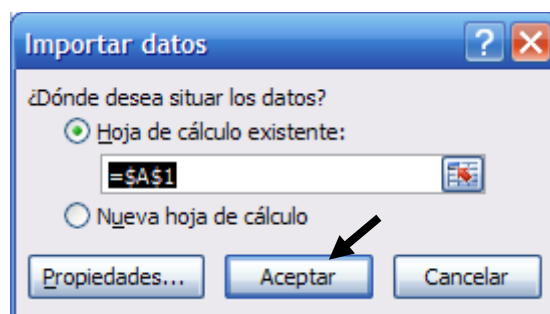 Importar datos
¿Dónde desea situar los datos?
Hoja de cálculo existente:
=$A$1
Nueva hoja de cálculo
Propiedades... Aceptar Cancelar